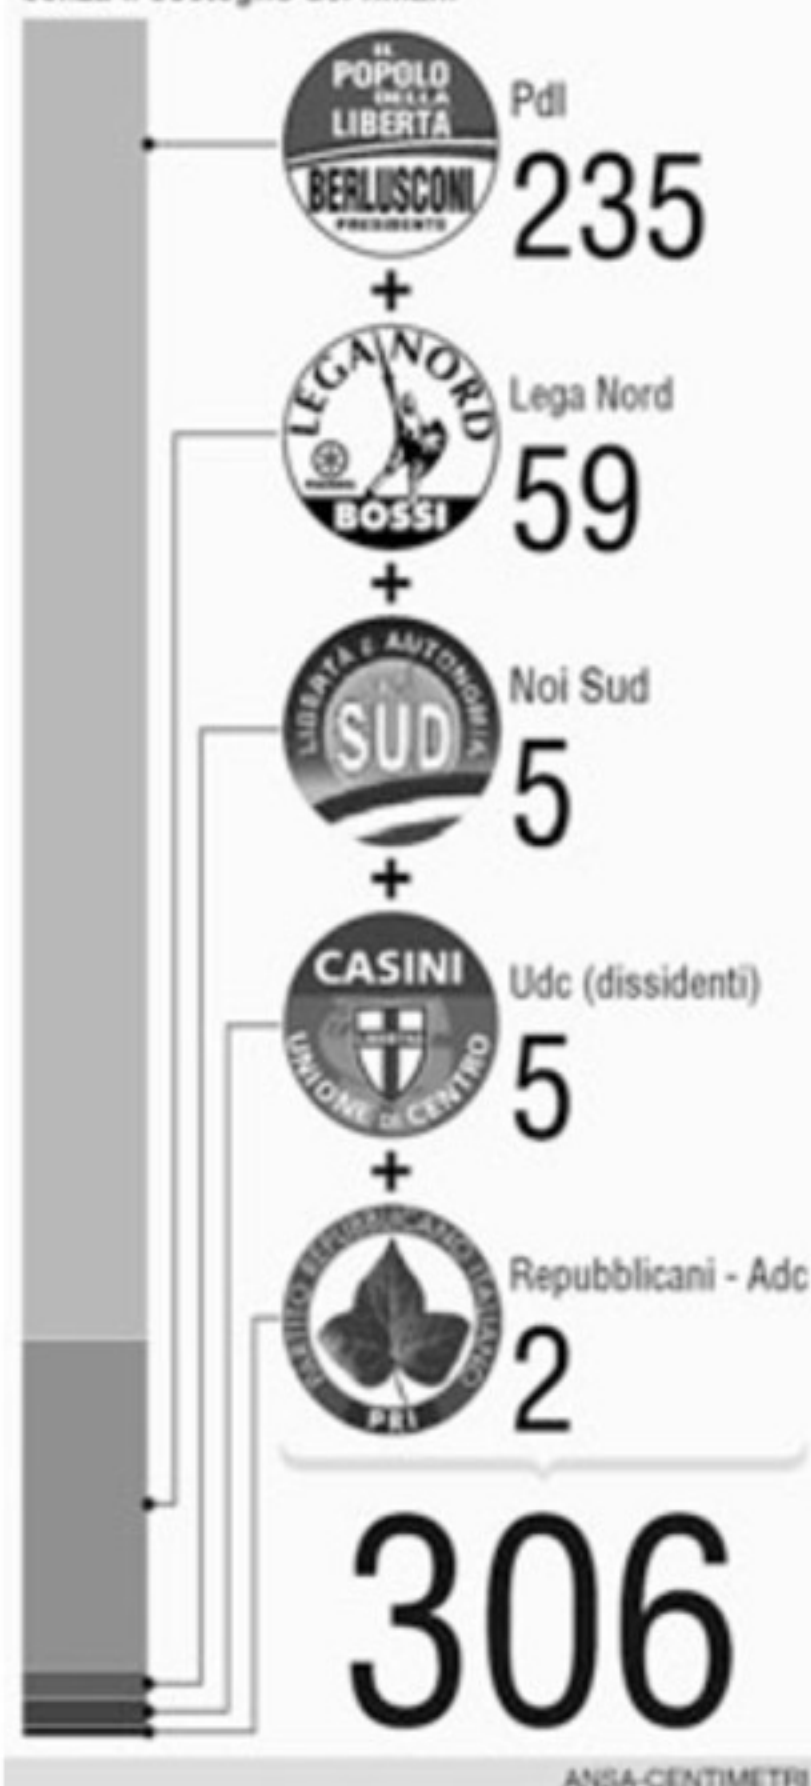 IL
POPOLO
DELLA
LIBERTA
BERLUSCONI
PRESIDENTE
Pdl
235
+
LEGA NORD
BOSSI
Lega Nord
59
+
LIBERTÀ E AUTONOMIA
SUD
Noi Sud
5
+
CASINI
UNIONE DI CENTRO
Udc (dissidenti)
5
+
PARTITO REPUBBLICANO ITALIANO
PRI
Repubblicani - Adc
2
306
ANSA-CENTIMETRI